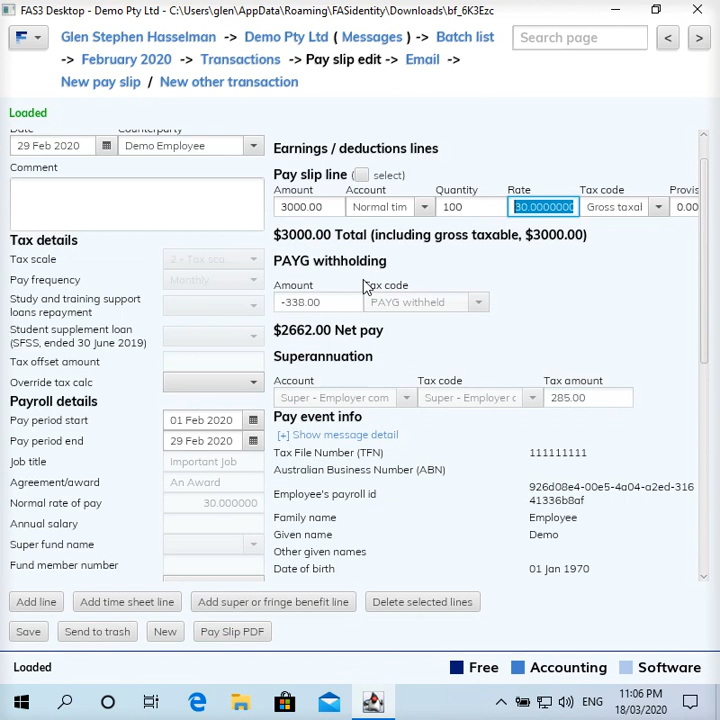 FAS3 Desktop - Demo Pty Ltd - C:\Users\glen\AppData\Roaming\FASidentity\Downloads\bf_6K3Ezc
F
Glen Stephen Hasselman -> Demo Pty Ltd ( Messages ) -> Batch list
-> February 2020 -> Transactions -> Pay slip edit -> Email ->
New pay slip / New other transaction
Search page
< >
Loaded
Date Counterparty
29 Feb 2020 Demo Employee
Comment
Tax details
Tax scale 2 - Tax sca...
Pay frequency Monthly
Study and training support
loans repayment
Student supplement loan
(SFSS, ended 30 June 2019)
Tax offset amount
Override tax calc
Payroll details
Pay period start 01 Feb 2020
Pay period end 29 Feb 2020
Job title Important Job
Agreement/award An Award
Normal rate of pay 30.000000
Annual salary
Super fund name
Fund member number
Earnings / deductions lines
Pay slip line ( select)
Amount Account Quantity Rate Tax code Provis
3000.00 Normal tim 100 30.0000000 Gross taxal 0.00
$3000.00 Total (including gross taxable, $3000.00)
PAYG withholding
Amount Tax code
-338.00 PAYG withheld
$2662.00 Net pay
Superannuation
Account Tax code Tax amount
Super - Employer com Super - Employer c 285.00
Pay event info
[+] Show message detail
Tax File Number (TFN) 111111111
Australian Business Number (ABN)
Employee's payroll id 926d08e4-00e5-4a04-a2ed-316
41336b8af
Family name Employee
Given name Demo
Other given names
Date of birth 01 Jan 1970
Add line Add time sheet line Add super or fringe benefit line Delete selected lines
Save Send to trash New Pay Slip PDF
Loaded Free Accounting Software
ENG 11:06 PM
18/03/2020